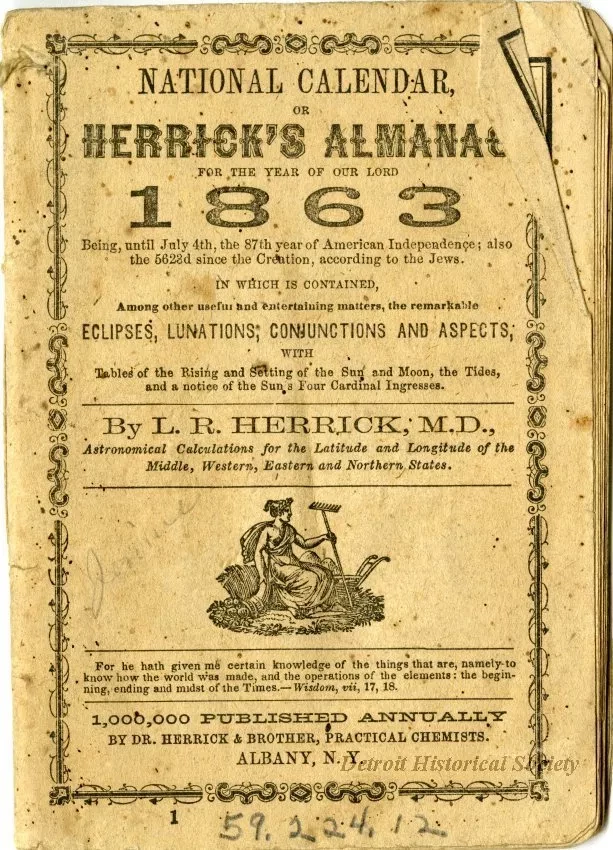 NATIONAL CALENDAR,
OR
HERRICK'S ALMANAC
FOR THE YEAR OF OUR LORD
1863
Being, until July 4th, the 87th year of American Independence; also
the 5623d since the Creation, according to the Jews.
IN WHICH IS CONTAINED,
Among other useful and entertaining matters, the remarkable
ECLIPSES, LUNATIONS, CONJUNCTIONS AND ASPECTS,
WITH
Tables of the Rising and Setting of the Sun and Moon, the Tides,
and a notice of the Sun,s Four Cardinal Ingresses.
By L. R. HERRICK, M.D.,
Astronomical Calculations for the Latitude and Longitude of the
Middle, Western, Eastern and Northern States.
For he hath given me certain knowledge of the things that are, namely to
know how the world was made, and the operations of the elements: the begin-
ning, ending and midst of the Times.—Wisdom, vii, 17, 18.
1,000,000 PUBLISHED ANNUALLY
BY DR. HERRICK & BROTHER, PRACTICAL CHEMISTS.
ALBANY, N. Y.
Detroit Historical Society
1
59.224.12